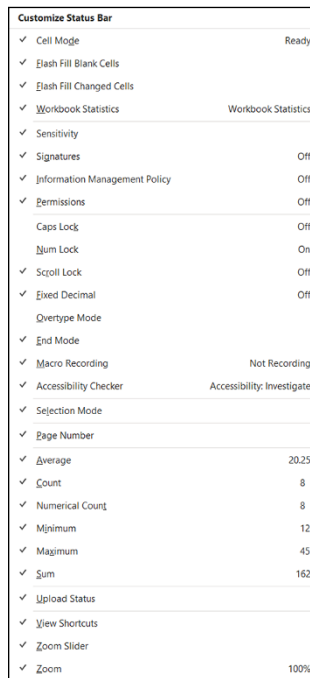 Customize Status Bar
✓ Cell Mode Ready
✓ Flash Fill Blank Cells
✓ Flash Fill Changed Cells
✓ Workbook Statistics Workbook Statistics
✓ Sensitivity
✓ Signatures Off
✓ Information Management Policy Off
✓ Permissions Off
Caps Lock Off
Num Lock On
✓ Scroll Lock Off
✓ Fixed Decimal Off
Overtype Mode
✓ End Mode
✓ Macro Recording Not Recording
✓ Accessibility Checker Accessibility: Investigate
✓ Selection Mode
✓ Page Number
✓ Average 20.25
✓ Count 8
✓ Numerical Count 8
✓ Minimum 12
✓ Maximum 45
✓ Sum 162
✓ Upload Status
✓ View Shortcuts
✓ Zoom Slider
✓ Zoom 100%